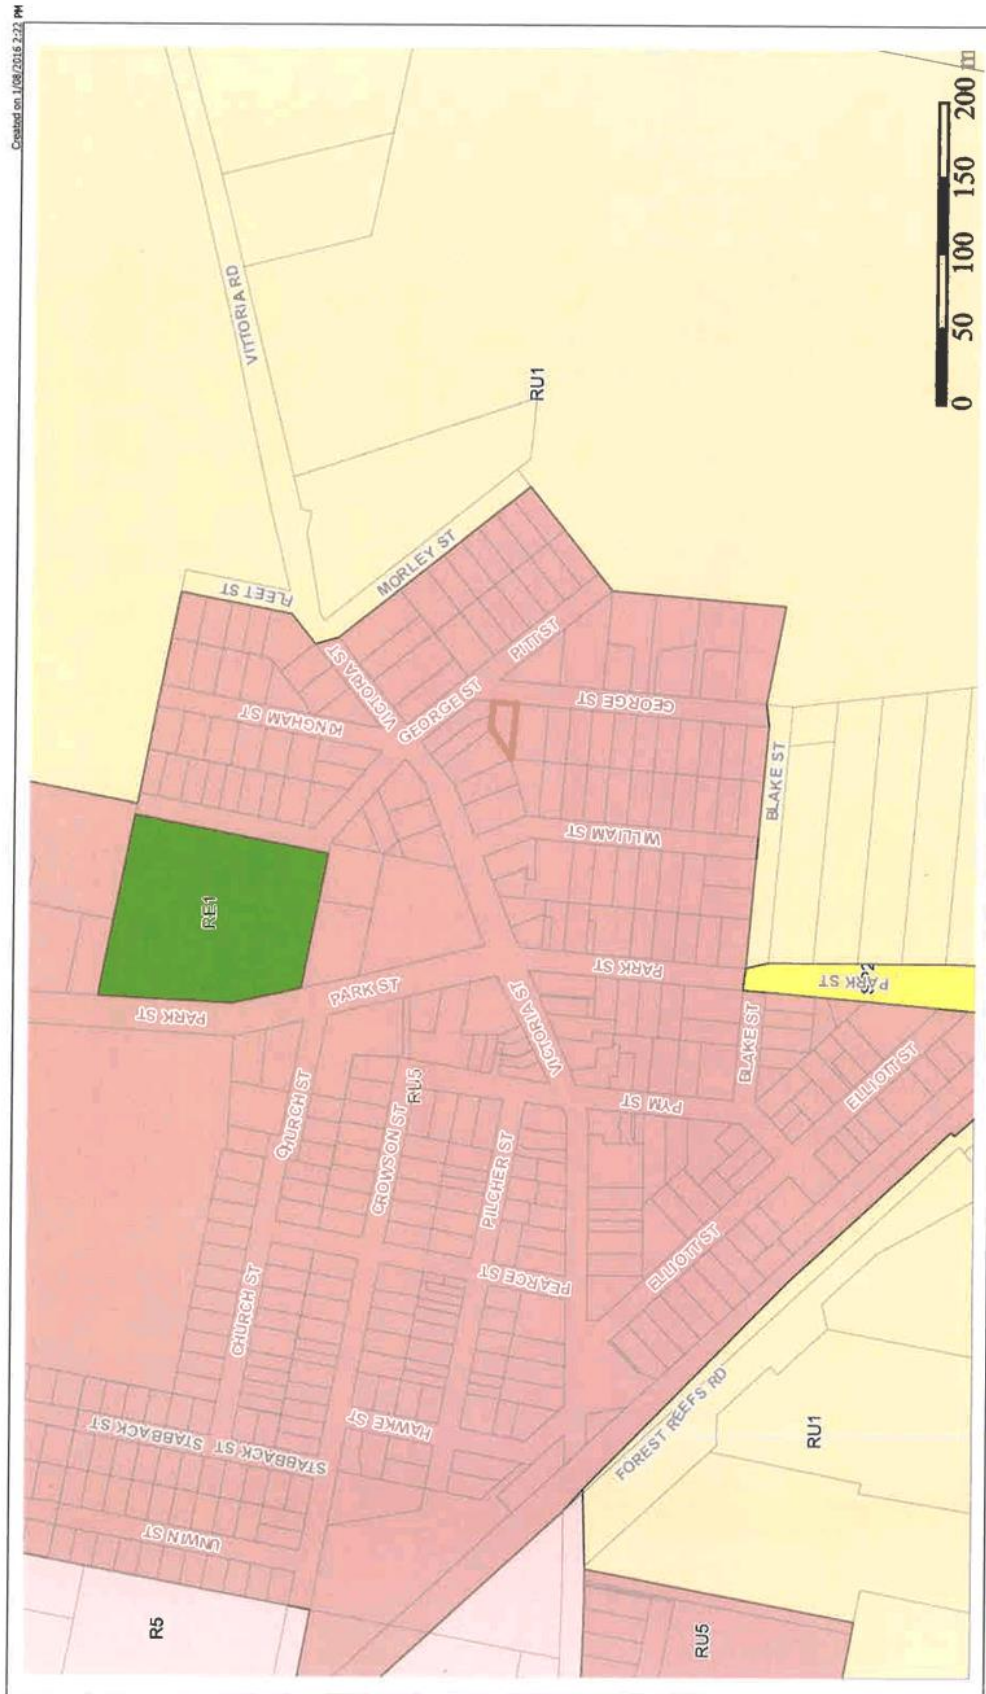 Created on 1/08/2016 2:22 PM
VITTORIA RD
RU1
MORLEY ST
FLEET ST
PITT ST
VICTORIA ST
GEORGE ST
KINGHAM ST
GEORGE ST
BLAKE ST
WILLIAM ST
RE1
PARK ST
PARK ST
PARK ST
PARK ST
SP2
VICTORIA ST
BLAKE ST
ELLIOTT ST
PYM ST
CHURCH ST
RU5
CROWSON ST
PILCHER ST
PEARCE ST
ELLIOTT ST
CHURCH ST
HAWKE ST
STABBACK ST
STABBACK ST
FOREST REEFS RD
RU1
UNWIN ST
R5
RU5
VICTORIA ST
0 50 100 150 200 m